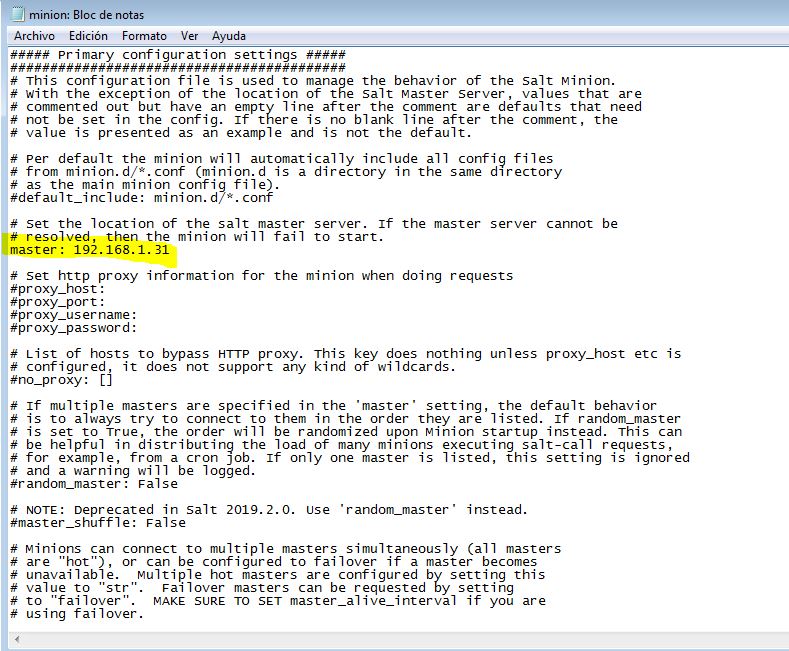 minion: Bloc de notas
Archivo Edición Formato Ver Ayuda
##### Primary configuration settings #####
##########################################
# This configuration file is used to manage the behavior of the Salt Minion.
# With the exception of the location of the Salt Master Server, values that are
# commented out but have an empty line after the comment are defaults that need
# not be set in the config. If there is no blank line after the comment, the
# value is presented as an example and is not the default.
# Per default the minion will automatically include all config files
# from minion.d/*.conf (minion.d is a directory in the same directory
# as the main minion config file).
#default_include: minion.d/*.conf
# Set the location of the salt master server. If the master server cannot be
# resolved, then the minion will fail to start.
master: 192.168.1.31
# Set http proxy information for the minion when doing requests
#proxy_host:
#proxy_port:
#proxy_username:
#proxy_password:
# List of hosts to bypass HTTP proxy. This key does nothing unless proxy_host etc is
# configured, it does not support any kind of wildcards.
#no_proxy: []
# If multiple masters are specified in the 'master' setting, the default behavior
# is to always try to connect to them in the order they are listed. If random_master
# is set to True, the order will be randomized upon Minion startup instead. This can
# be helpful in distributing the load of many minions executing salt-call requests,
# for example, from a cron job. If only one master is listed, this setting is ignored
# and a warning will be logged.
#random_master: False
# NOTE: Deprecated in Salt 2019.2.0. Use 'random_master' instead.
#master_shuffle: False
# Minions can connect to multiple masters simultaneously (all masters
# are "hot"), or can be configured to failover if a master becomes
# unavailable.  Multiple hot masters are configured by setting this
# value to "str".  Failover masters can be requested by setting
# to "failover".  MAKE SURE TO SET master_alive_interval if you are
# using failover.